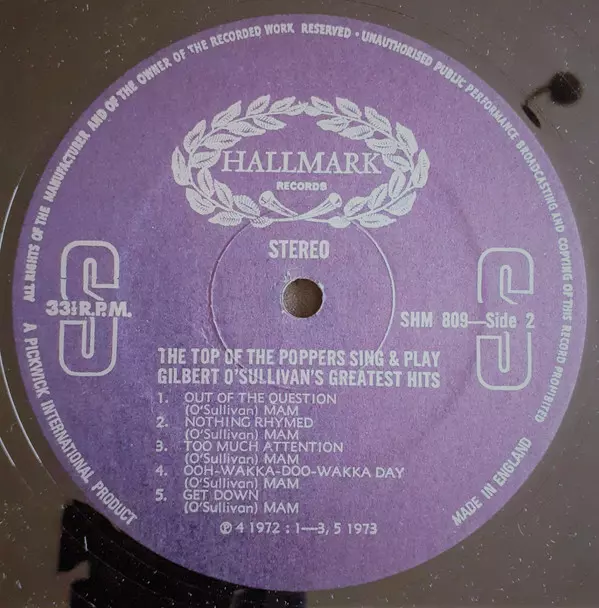 ALL RIGHTS OF THE MANUFACTURER AND OF THE OWNER OF THE RECORDED WORK RESERVED · UNAUTHORISED PUBLIC PERFORMANCE BROADCASTING AND COPYING OF THIS RECORD PROHIBITED
HALLMARK
RECORDS
STEREO
S S
33⅓ R.P.M.
SHM 809—Side 2
THE TOP OF THE POPPERS SING & PLAY
GILBERT O'SULLIVAN'S GREATEST HITS
1. OUT OF THE QUESTION
(O'Sullivan) MAM
2. NOTHING RHYMED
(O'Sullivan) MAM
3. TOO MUCH ATTENTION
(O'Sullivan) MAM
4. OOH-WAKKA-DOO-WAKKA DAY
(O'Sullivan) MAM
5. GET DOWN
(O'Sullivan) MAM
℗ 4 1972 : 1—3, 5 1973
A PICKWICK INTERNATIONAL PRODUCT
MADE IN ENGLAND